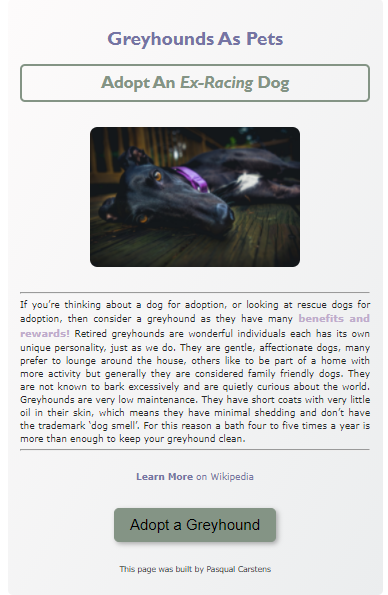 Greyhounds As Pets
Adopt An Ex-Racing Dog
If you’re thinking about a dog for adoption, or looking at rescue dogs for
adoption, then consider a greyhound as they have many benefits and
rewards! Retired greyhounds are wonderful individuals each has its own
unique personality, just as we do. They are gentle, affectionate dogs, many
prefer to lounge around the house, others like to be part of a home with
more activity but generally they are considered family friendly dogs. They
are not known to bark excessively and are quietly curious about the world.
Greyhounds are very low maintenance. They have short coats with very little
oil in their skin, which means they have minimal shedding and don’t have
the trademark ‘dog smell’. For this reason a bath four to five times a year is
more than enough to keep your greyhound clean.
Learn More on Wikipedia
Adopt a Greyhound
This page was built by Pasqual Carstens